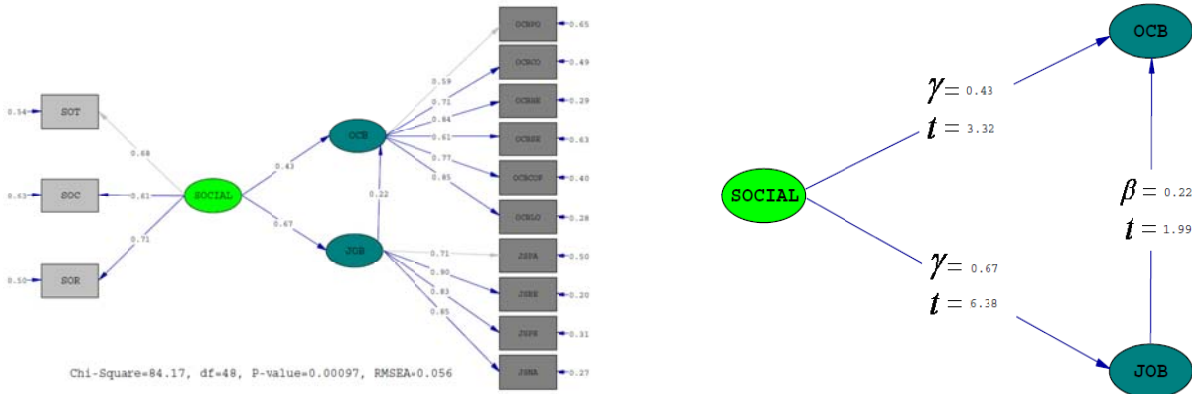 OCBPO
0.65
OCBCO
0.49
0.59
0.71
OCBHE
0.29
0.84
SOT
0.54
OCB
0.61
OCBSE
0.63
0.68
0.77
0.43
OCBCOF
0.40
0.85
SOC
0.63
0.61
SOCIAL
0.22
OCBLO
0.28
0.67
0.71
JOB
0.71
JSPA
0.50
0.90
SOR
0.50
0.83
JSRE
0.20
0.85
JSPE
0.31
Chi-Square=84.17, df=48, P-value=0.00097, RMSEA=0.056
JSNA
0.27
OCB
γ= 0.43
t = 3.32
SOCIAL
β= 0.22
t = 1.99
γ= 0.67
t = 6.38
JOB